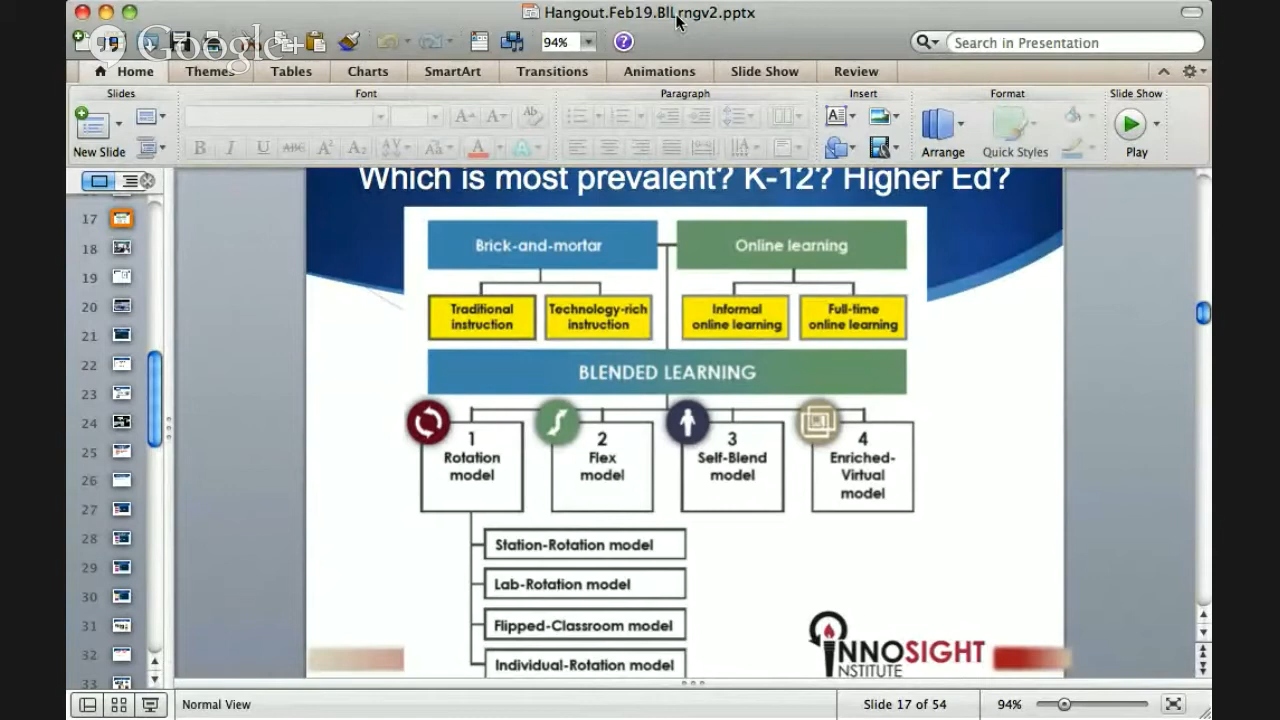 Hangout.Feb19.BlLrngv2.pptx
Google+
94%
Search in Presentation
Home
Themes
Tables
Charts
SmartArt
Transitions
Animations
Slide Show
Review
Slides
Font
Paragraph
Insert
Format
Slide Show
New Slide
Arrange
Quick Styles
Play
Which is most prevalent? K-12? Higher Ed?
Brick-and-mortar
Online learning
Traditional
instruction
Technology-rich
instruction
Informal
online learning
Full-time
online learning
BLENDED LEARNING
1
Rotation
model
2
Flex
model
3
Self-Blend
model
4
Enriched-
Virtual
model
Station-Rotation model
Lab-Rotation model
Flipped-Classroom model
Individual-Rotation model
INNOSIGHT
INSTITUTE
17
18
19
20
21
22
23
24
25
26
27
28
29
30
31
32
33
Normal View
Slide 17 of 54
94%